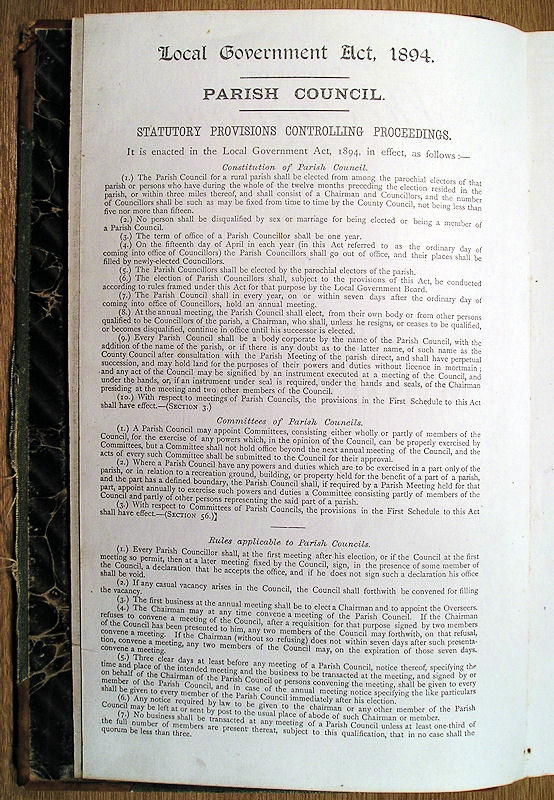 Local Government Act, 1894.
PARISH COUNCIL.
STATUTORY PROVISIONS CONTROLLING PROCEEDINGS.
It is enacted in the Local Government Act, 1894, in effect, as follows:—
Constitution of Parish Council.
(1.) The Parish Council for a rural parish shall be elected from among the parochial electors of that
parish or persons who have during the whole of the twelve months preceding the election resided in the
parish, or within three miles thereof, and shall consist of a Chairman and Councillors, and the number
of Councillors shall be such as may be fixed from time to time by the County Council, not being less than
five nor more than fifteen.
(2.) No person shall be disqualified by sex or marriage for being elected or being a member of
a Parish Council.
(3.) The term of office of a Parish Councillor shall be one year.
(4.) On the fifteenth day of April in each year (in this Act referred to as the ordinary day of
coming into office of Councillors) the Parish Councillors shall go out of office, and their places shall be
filled by newly-elected Councillors.
(5.) The Parish Councillors shall be elected by the parochial electors of the parish.
(6.) The election of Parish Councillors shall, subject to the provisions of this Act, be conducted
according to rules framed under this Act for that purpose by the Local Government Board.
(7.) The Parish Council shall in every year, on or within seven days after the ordinary day of
coming into office of Councillors, hold an annual meeting.
(8.) At the annual meeting, the Parish Council shall elect, from their own body or from other persons
qualified to be Councillors of the parish, a Chairman, who shall, unless he resigns, or ceases to be qualified,
or becomes disqualified, continue in office until his successor is elected.
(9.) Every Parish Council shall be a body corporate by the name of the Parish Council, with the
addition of the name of the parish, or if there is any doubt as to the latter name, of such name as the
County Council after consultation with the Parish Meeting of the parish direct, and shall have perpetual
succession, and may hold land for the purposes of their powers and duties without licence in mortmain;
and any act of the Council may be signified by an instrument executed at a meeting of the Council, and
under the hands, or, if an instrument under seal is required, under the hands and seals, of the Chairman
presiding at the meeting and two other members of the Council.
(10.) With respect to meetings of Parish Councils, the provisions in the First Schedule to this Act
shall have effect.—(SECTION 3.)
Committees of Parish Councils.
(1.) A Parish Council may appoint Committees, consisting either wholly or partly of members of the
Council, for the exercise of any powers which, in the opinion of the Council, can be properly exercised by
Committees, but a Committee shall not hold office beyond the next annual meeting of the Council, and the
acts of every such Committee shall be submitted to the Council for their approval.
(2.) Where a Parish Council have any powers and duties which are to be exercised in a part only of the
parish, or in relation to a recreation ground, building, or property held for the benefit of a part of a parish,
and the part has a defined boundary, the Parish Council shall, if required by a Parish Meeting held for that
part, appoint annually to exercise such powers and duties a Committee consisting partly of members of the
Council and partly of other persons representing the said part of a parish.
(3.) With respect to Committees of Parish Councils, the provisions in the First Schedule to this Act
shall have effect.—(SECTION 56.)]
Rules applicable to Parish Councils.
(1.) Every Parish Councillor shall, at the first meeting after his election, or if the Council at the first
meeting so permit, then at a later meeting fixed by the Council, sign, in the presence of some member of
the Council, a declaration that he accepts the office, and if he does not sign such a declaration his office
shall be void.
(2.) If any casual vacancy arises in the Council, the Council shall forthwith be convened for filling
the vacancy.
(3.) The first business at the annual meeting shall be to elect a Chairman and to appoint the Overseers.
(4.) The Chairman may at any time convene a meeting of the Parish Council. If the Chairman
refuses to convene a meeting of the Council, after a requisition for that purpose signed by two members
of the Council has been presented to him, any two members of the Council may forthwith, on that refusal,
convene a meeting. If the Chairman (without so refusing) does not within seven days after such presenta-
tion, convene a meeting, any two members of the Council may, on the expiration of those seven days,
convene a meeting.
(5.) Three clear days at least before any meeting of a Parish Council, notice thereof, specifying the
time and place of the intended meeting and the business to be transacted at the meeting, and signed by or
on behalf of the Chairman of the Parish Council or persons convening the meeting, shall be given to every
member of the Parish Council, and in case of the annual meeting notice specifying the like particulars
shall be given to every member of the Parish Council immediately after his election.
(6.) Any notice required by law to be given to the chairman or any other member of the Parish
Council may be left at or sent by post to the usual place of abode of such Chairman or member.
(7.) No business shall be transacted at any meeting of a Parish Council unless at least one-third of
the full number of members are present thereat, subject to this qualification, that in no case shall the
quorum be less than three.